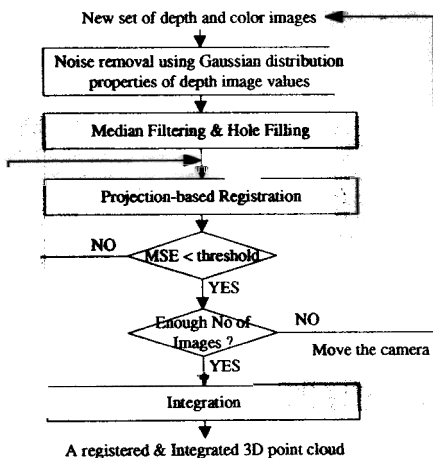 New set of depth and color images
Noise removal using Gaussian distribution
properties of depth image values
Median Filtering & Hole Filling
Projection-based Registration
NO
MSE < threshold
YES
Enough No of
Images ?
NO
Move the camera
YES
Integration
A registered & Integrated 3D point cloud